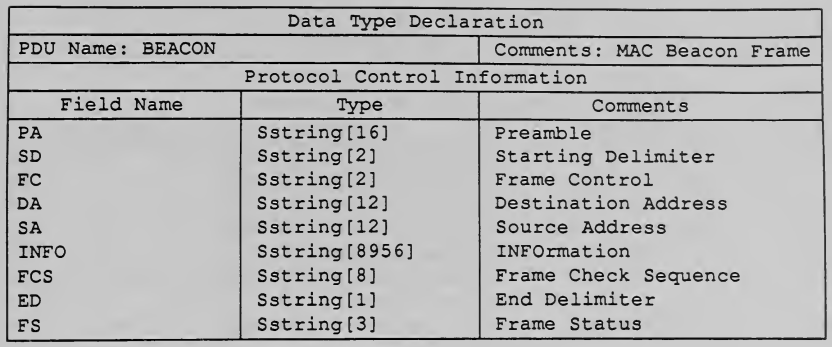 Data Type Declaration
PDU Name: BEACON Comments: MAC Beacon Frame
Protocol Control Information
Field Name Type Comments
PA Sstring[16] Preamble
SD Sstring[2] Starting Delimiter
FC Sstring[2] Frame Control
DA Sstring[12] Destination Address
SA Sstring[12] Source Address
INFO Sstring[8956] INFOrmation
FCS Sstring[8] Frame Check Sequence
ED Sstring[1] End Delimiter
FS Sstring[3] Frame Status